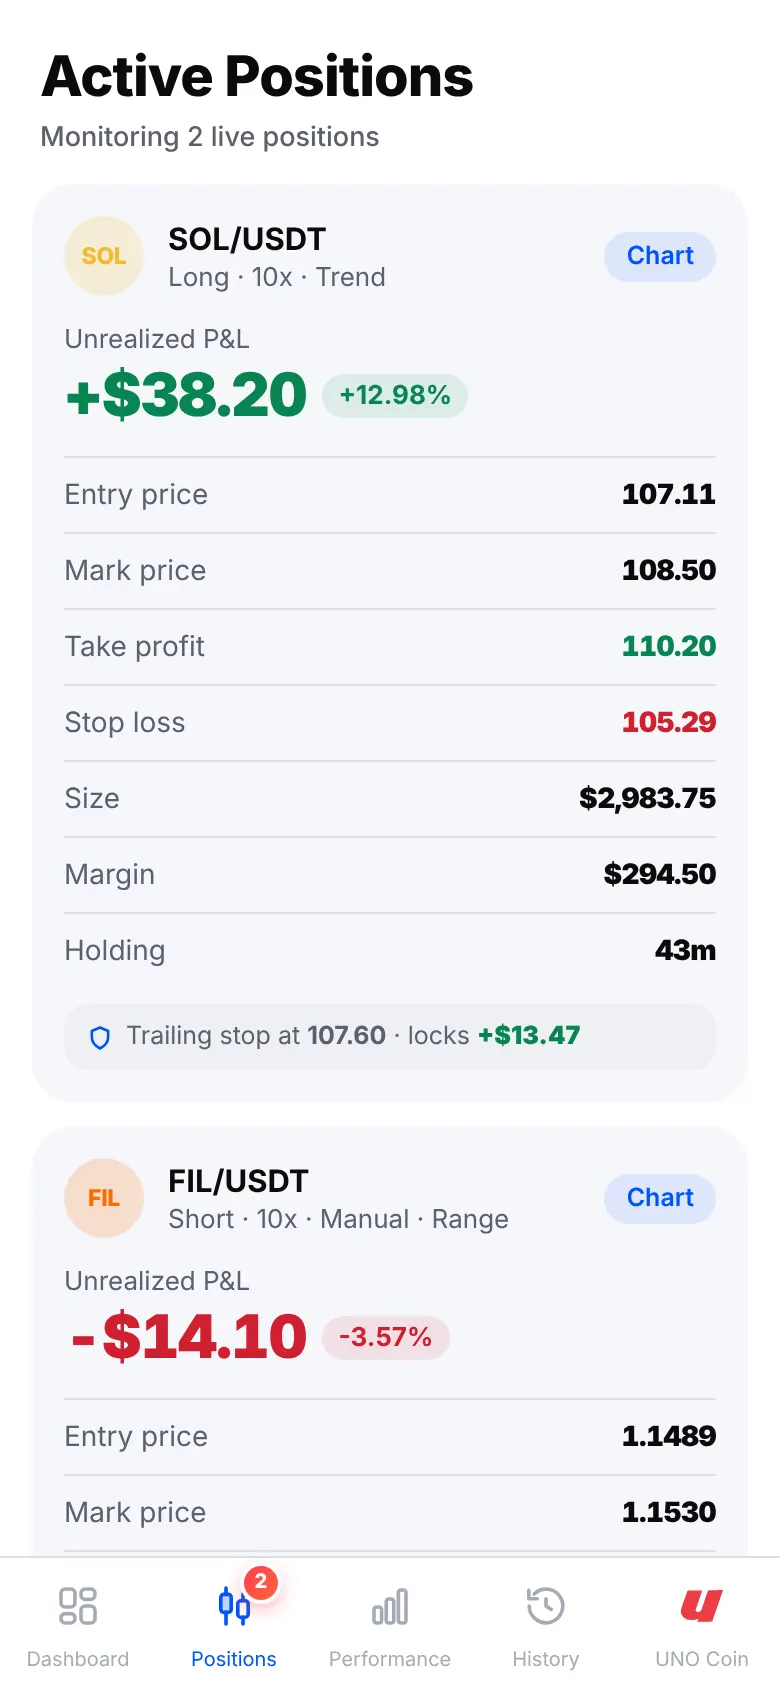 Active Positions
Monitoring 2 live positions
SOL
SOL/USDT
Long · 10x · Trend
Chart
Unrealized P&L
+$38.20
+12.98%
Entry price
107.11
Mark price
108.50
Take profit
110.20
Stop loss
105.29
Size
$2,983.75
Margin
$294.50
Holding
43m
Trailing stop at 107.60 · locks +$13.47
FIL
FIL/USDT
Short · 10x · Manual · Range
Chart
Unrealized P&L
-$14.10
-3.57%
Entry price
1.1489
Mark price
1.1530
2
Dashboard
Positions
Performance
History
UNO Coin